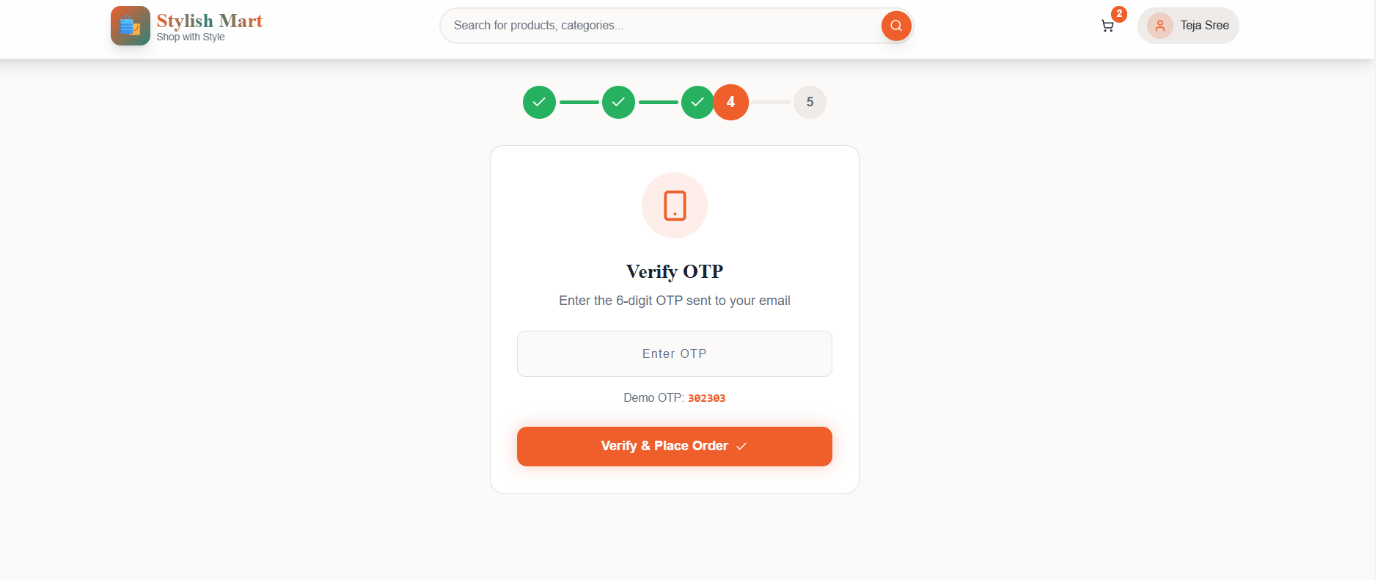 Stylish Mart
Shop with Style
Search for products, categories...
2
Teja Sree
4
5
Verify OTP
Enter the 6-digit OTP sent to your email
Enter OTP
Demo OTP: 302303
Verify & Place Order